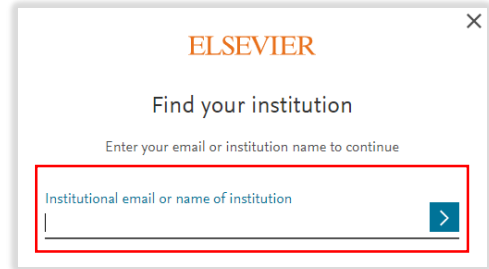 ELSEVIER
Find your institution
Enter your email or institution name to continue
Institutional email or name of institution